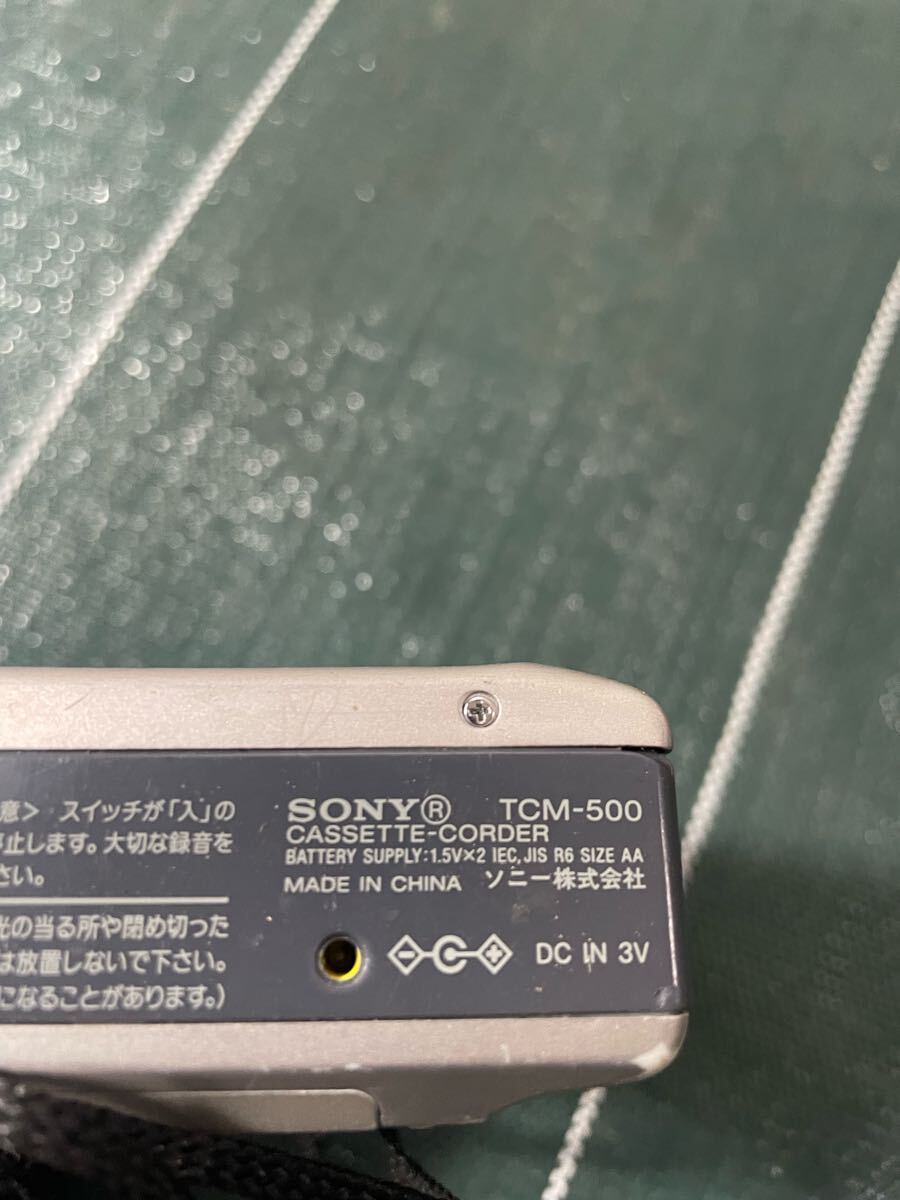 意> スイッチが「入」の
停止します。大切な録音を
さい。
光の当る所や閉め切った
は放置しないで下さい。
になることがあります。)
SONY® TCM-500
CASSETTE-CORDER
BATTERY SUPPLY:1.5V×2 IEC, JIS R6 SIZE AA
MADE IN CHINA ソニー株式会社
DC IN 3V